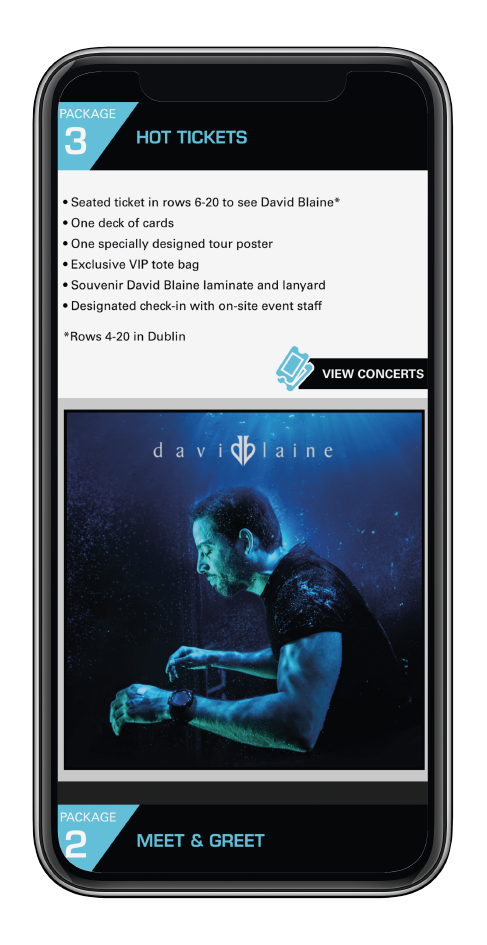 PACKAGE
3
HOT TICKETS
• Seated ticket in rows 6-20 to see David Blaine*
• One deck of cards
• One specially designed tour poster
• Exclusive VIP tote bag
• Souvenir David Blaine laminate and lanyard
• Designated check-in with on-site event staff
*Rows 4-20 in Dublin
VIEW CONCERTS
davidblaine
PACKAGE
2
MEET & GREET